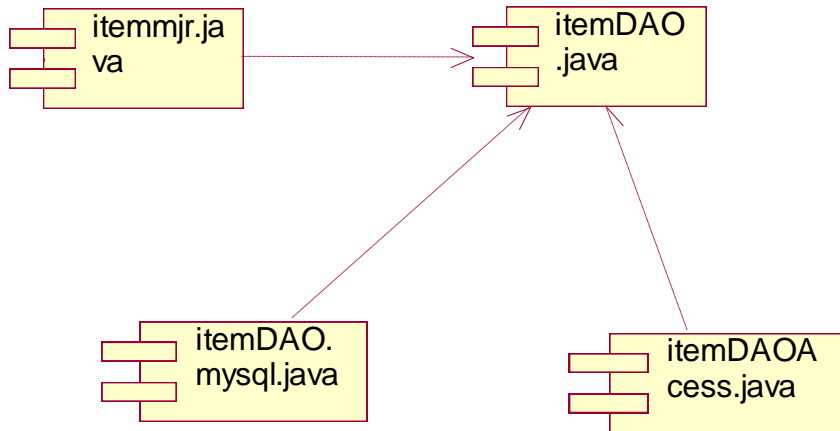 itemmjr.ja
va
itemDAO
.java
itemDAO.
mysql.java
itemDAOA
cess.java